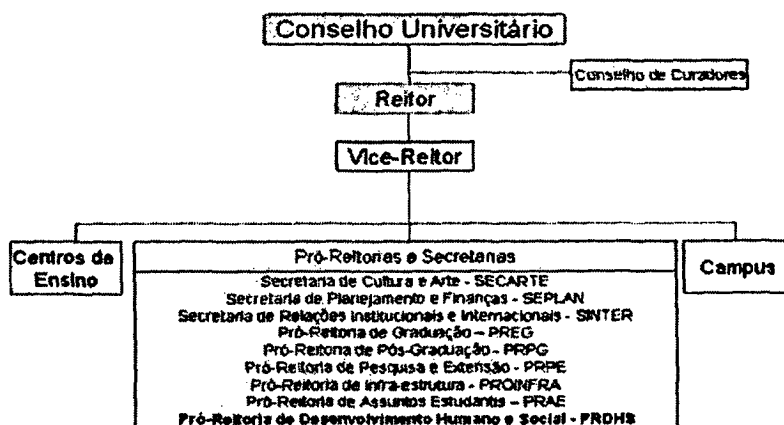 Conselho Universitário
Conselho de Curadores
Reitor
Vice-Reitor
Centros de
Ensino
Pró-Reitorias e Secretarias
Campus
Secretaria de Cultura e Arte - SECARTE
Secretaria de Planejamento e Finanças - SEPLAN
Secretaria de Relações Institucionais e Internacionais - SINTER
Pró-Reitoria de Graduação – PREG
Pró-Reitoria de Pós-Graduação - PRPG
Pró-Reitoria de Pesquisa e Extensão - PRPE
Pró-Reitoria de Infra-estrutura - PROINFRA
Pró-Reitoria de Assuntos Estudantis - PRAE
Pró-Reitoria de Desenvolvimento Humano e Social - PRDHS